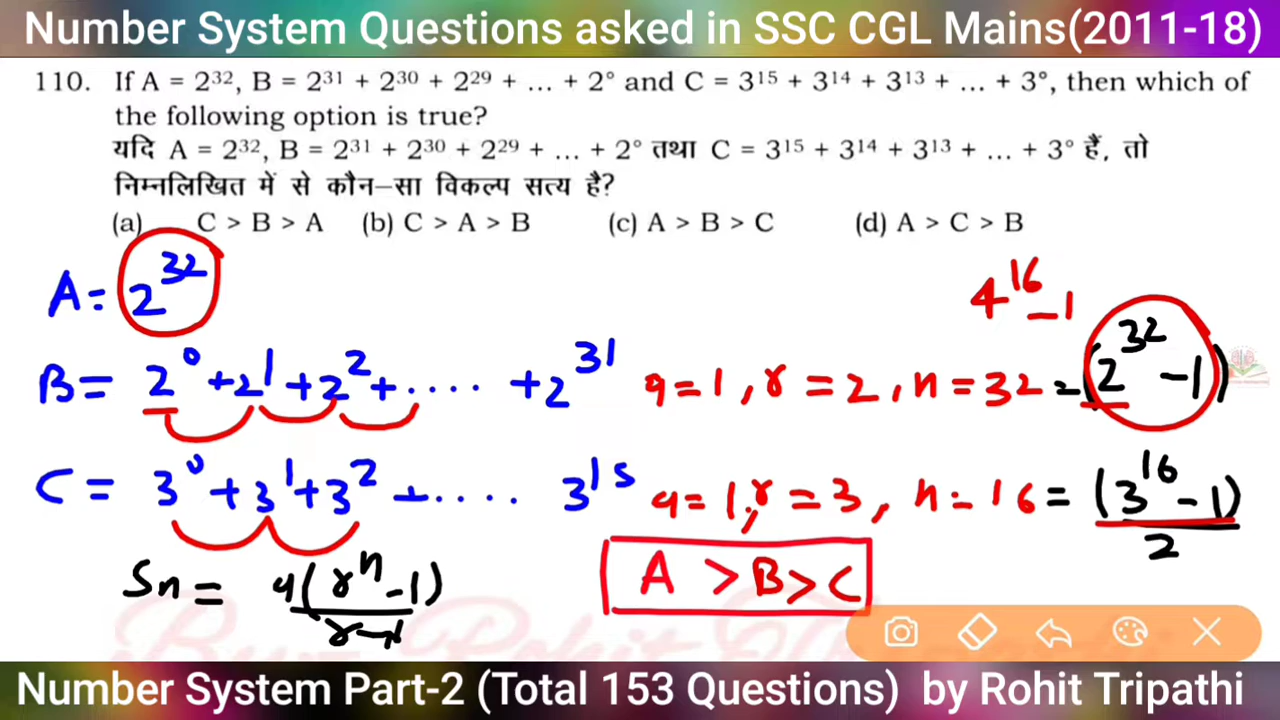 Number System Questions asked in SSC CGL Mains(2011-18)
110. If A = 2³², B = 2³¹ + 2³⁰ + 2²⁹ + ... + 2° and C = 3¹⁵ + 3¹⁴ + 3¹³ + ... + 3°, then which of
the following option is true?
यदि A = 2³², B = 2³¹ + 2³⁰ + 2²⁹ + ... + 2° तथा C = 3¹⁵ + 3¹⁴ + 3¹³ + ... + 3° हैं, तो
निम्नलिखित में से कौन-सा विकल्प सत्य है?
(a) C > B > A (b) C > A > B (c) A > B > C (d) A > C > B
A = 2³²
4¹⁶ - 1
B = 2⁰ + 2¹ + 2² + .... + 2³¹ a = 1, r = 2, n = 32 = (2³² - 1)
C = 3⁰ + 3¹ + 3² + .... 3¹⁵ a = 1, r = 3, n = 16 = (3¹⁶ - 1)/2
Sn = a(rⁿ - 1)/(r - 1)
A > B > C
Number System Part-2 (Total 153 Questions) by Rohit Tripathi